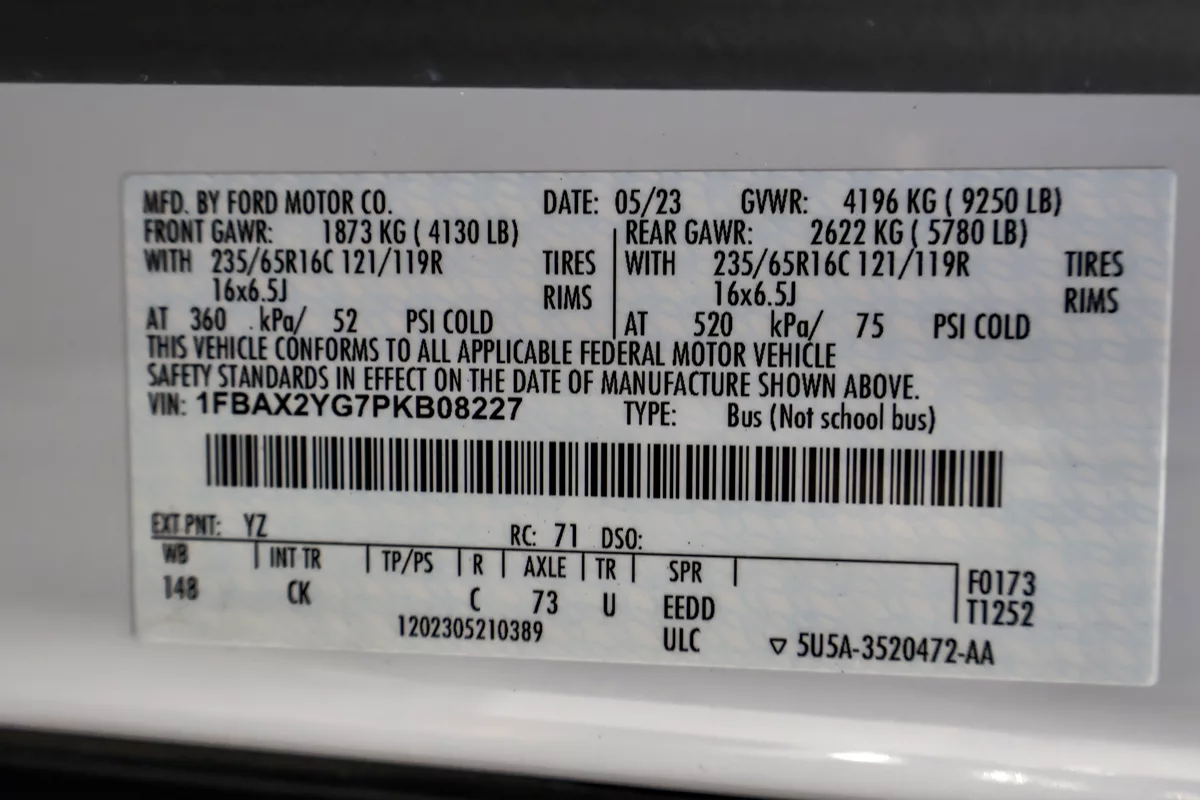 MFD. BY FORD MOTOR CO. DATE: 05/23 GVWR: 4196 KG ( 9250 LB)
FRONT GAWR: 1873 KG ( 4130 LB) REAR GAWR: 2622 KG ( 5780 LB)
WITH 235/65R16C 121/119R TIRES WITH 235/65R16C 121/119R TIRES
16x6.5J RIMS 16x6.5J RIMS
AT 360 kPa/ 52 PSI COLD AT 520 kPa/ 75 PSI COLD
THIS VEHICLE CONFORMS TO ALL APPLICABLE FEDERAL MOTOR VEHICLE
SAFETY STANDARDS IN EFFECT ON THE DATE OF MANUFACTURE SHOWN ABOVE.
VIN: 1FBAX2YG7PKB08227 TYPE: Bus (Not school bus)
EXT PNT: YZ RC: 71 DSO:
WB INT TR TP/PS R AXLE TR SPR
148 CK C 73 U EEDD
F0173
T1252
1202305210389 ULC ▽ 5U5A-3520472-AA